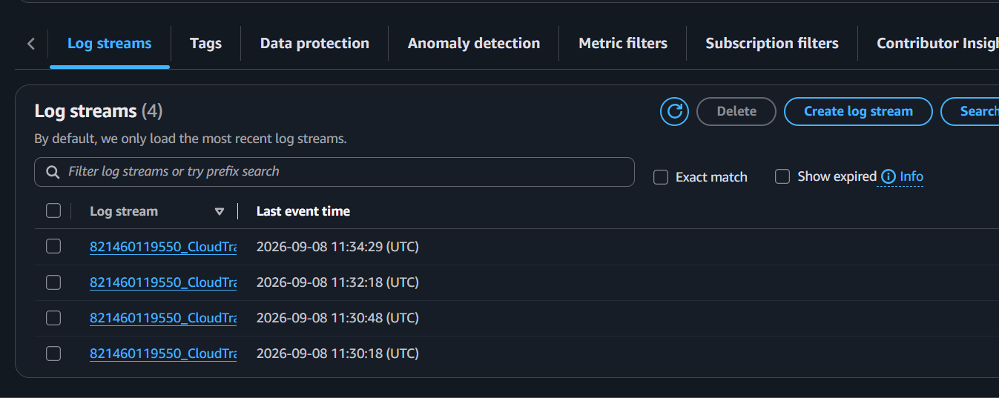 Log streams Tags Data protection Anomaly detection Metric filters Subscription filters Contributor Insigh
Log streams (4) Delete Create log stream Search
By default, we only load the most recent log streams.
Filter log streams or try prefix search Exact match Show expired Info
Log stream Last event time
821460119550_CloudTra 2026-09-08 11:34:29 (UTC)
821460119550_CloudTra 2026-09-08 11:32:18 (UTC)
821460119550_CloudTra 2026-09-08 11:30:48 (UTC)
821460119550_CloudTra 2026-09-08 11:30:18 (UTC)